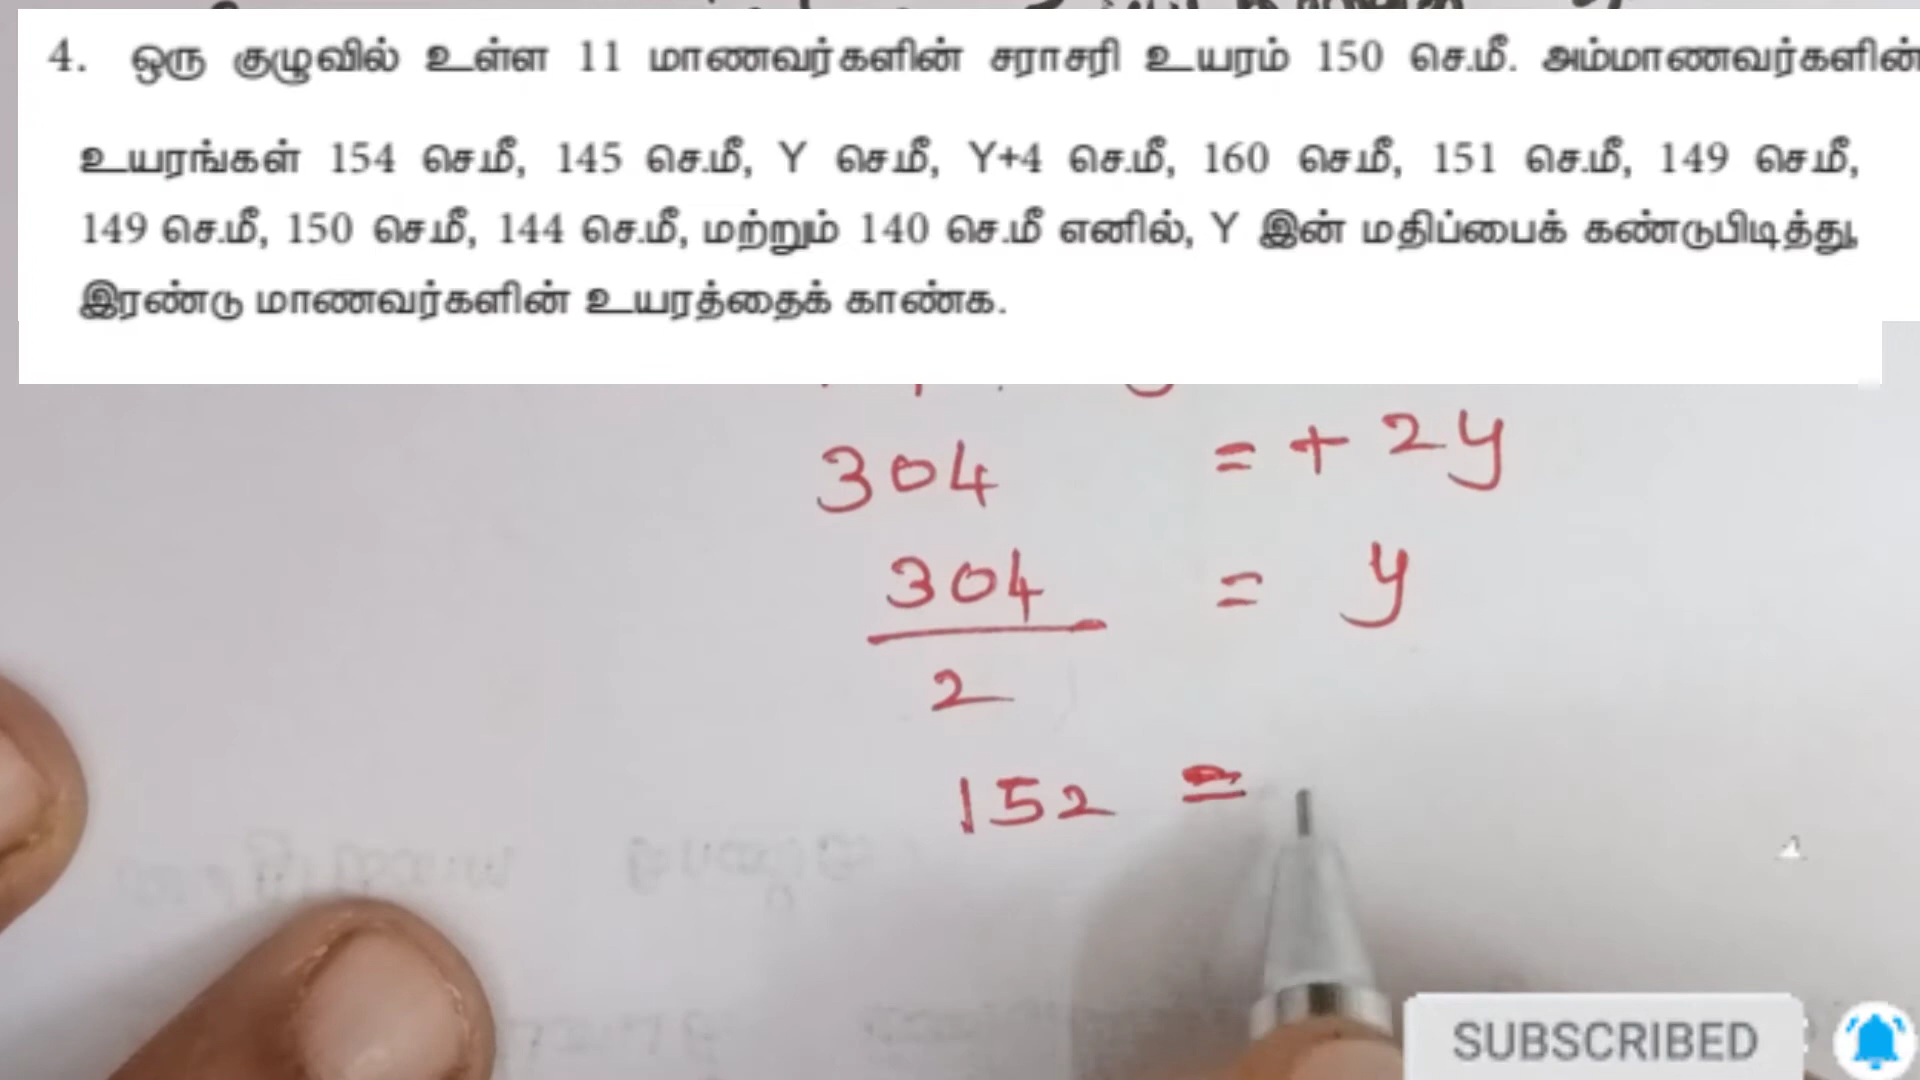 4. ஒரு குழுவில் உள்ள 11 மாணவர்களின் சராசரி உயரம் 150 செ.மீ. அம்மாணவர்களின்
உயரங்கள் 154 செ.மீ, 145 செ.மீ, Y செ.மீ, Y+4 செ.மீ, 160 செ.மீ, 151 செ.மீ, 149 செ.மீ,
149 செ.மீ, 150 செ.மீ, 144 செ.மீ, மற்றும் 140 செ.மீ எனில், Y இன் மதிப்பைக் கண்டுபிடித்து,
இரண்டு மாணவர்களின் உயரத்தைக் காண்க.
304 = + 2y
304
2 = y
152 =
SUBSCRIBED